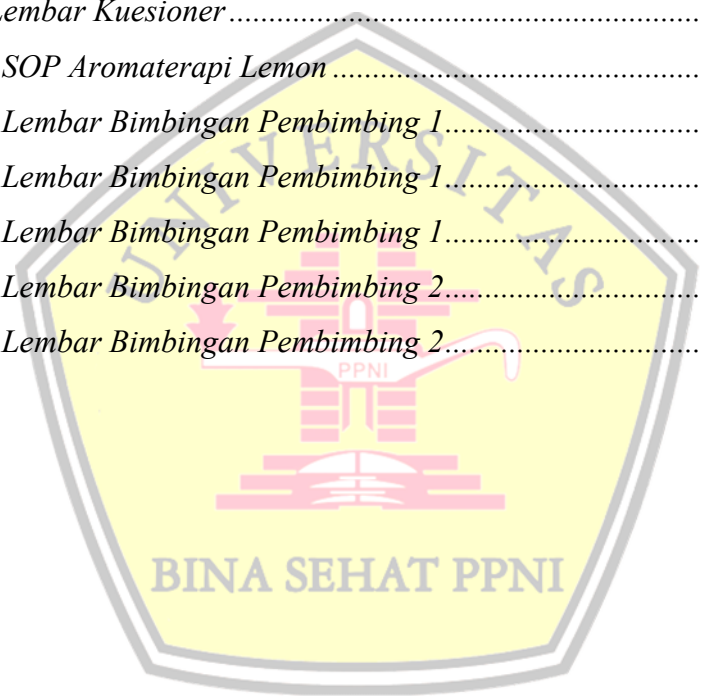 Lembar Kuesioner................................................................
SOP Aromaterapi Lemon..................................................
Lembar Bimbingan Pembimbing 1....................................
Lembar Bimbingan Pembimbing 1....................................
Lembar Bimbingan Pembimbing 1....................................
Lembar Bimbingan Pembimbing 2....................................
Lembar Bimbingan Pembimbing 2....................................
UNIVERSITAS
PPNI
BINA SEHAT PPNI